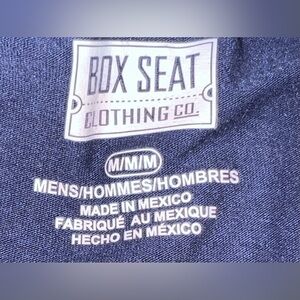 BOX SEAT
CLOTHING CO.
M/M/M
MENS/HOMMES/HOMBRES
MADE IN MEXICO
FABRIQUÉ AU MEXIQUE
HECHO EN MÉXICO